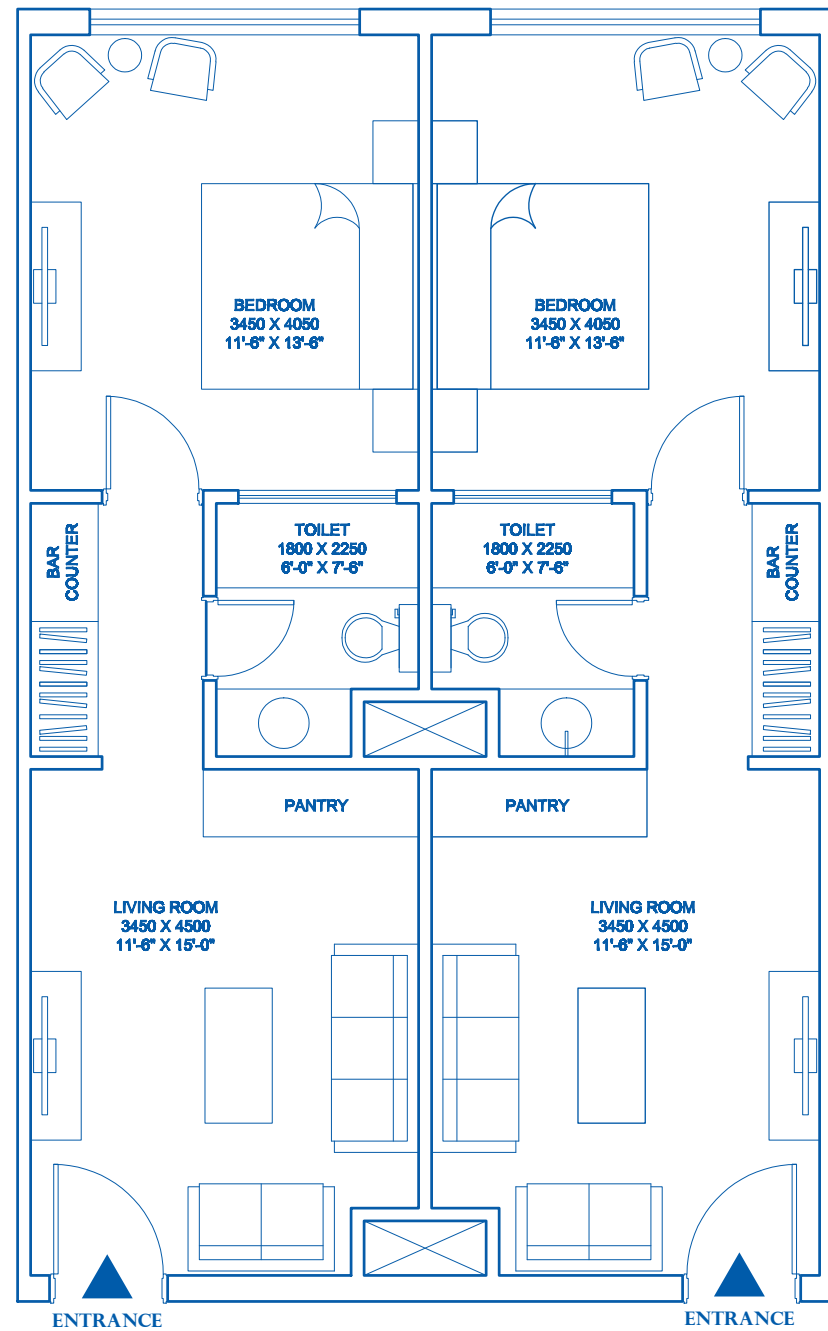 BEDROOM
3450 X 4050
11'-6" X 13'-6"
BEDROOM
3450 X 4050
11'-6" X 13'-6"
BAR
COUNTER
TOILET
1800 X 2250
6'-0" X 7'-6"
TOILET
1800 X 2250
6'-0" X 7'-6"
BAR
COUNTER
PANTRY
PANTRY
LIVING ROOM
3450 X 4500
11'-6" X 15'-0"
LIVING ROOM
3450 X 4500
11'-6" X 15'-0"
ENTRANCE
ENTRANCE